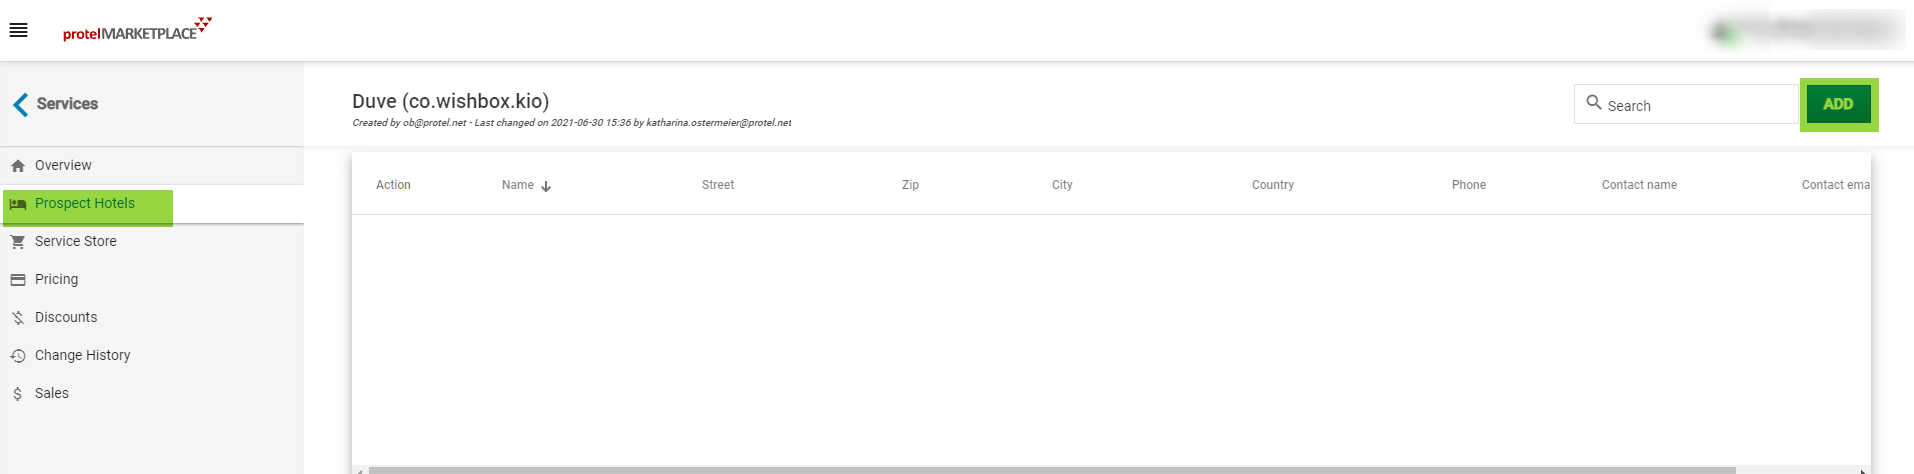 protelMARKETPLACE
Services
Duve (co.wishbox.kio)
Created by ob@protel.net - Last changed on 2021-06-30 15:36 by katharina.ostermeier@protel.net
Search
ADD
Overview
Prospect Hotels
Service Store
Pricing
Discounts
Change History
Sales
Action Name Street Zip City Country Phone Contact name Contact ema